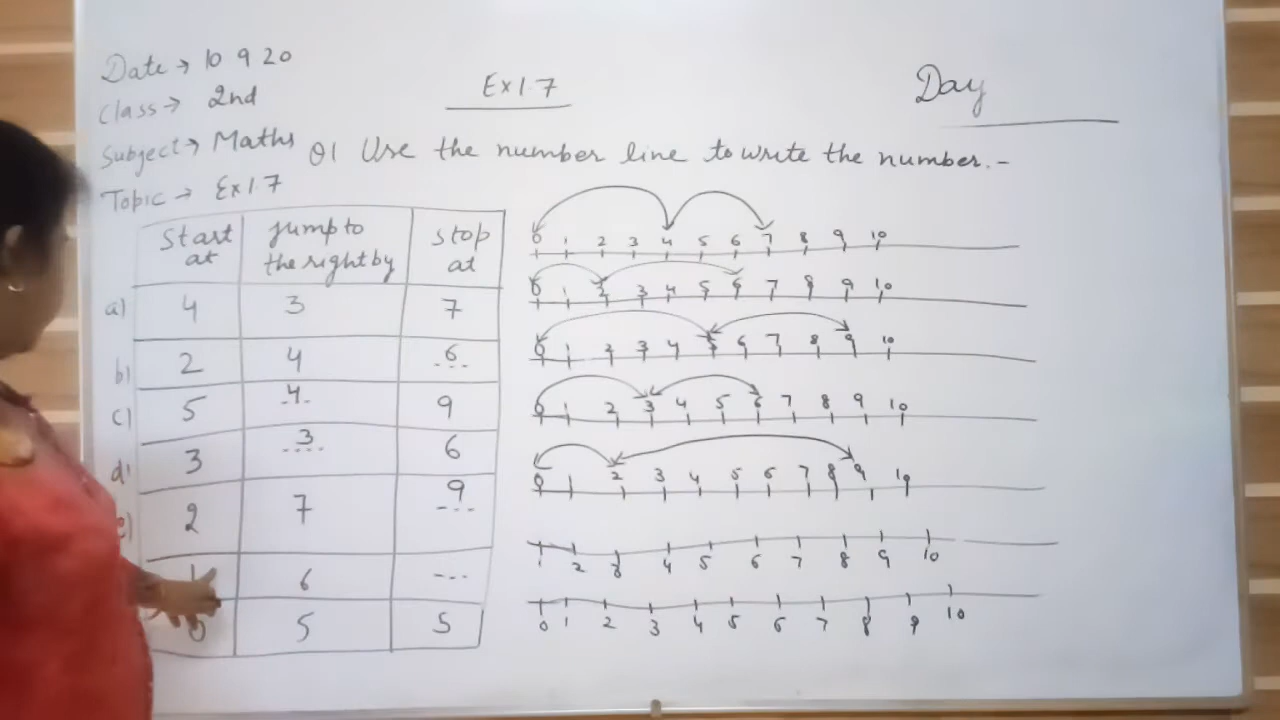 Date → 10 9 20
Class → 2nd
Subject → Maths
Topic → Ex 1.7
Ex 1.7
Day
Q1 Use the number line to write the number.-
Start at | Jump to the right by | Stop at
a) 4 | 3 | 7
b) 2 | 4 | 6
c) 5 | 4 | 9
d) 3 | 3 | 6
e) 2 | 7 | 9
6 | ---
0 | 5 | 5
0 1 2 3 4 5 6 7 8 9 10
0 1 2 3 4 5 6 7 8 9 10
0 1 2 3 4 5 6 7 8 9 10
0 1 2 3 4 5 6 7 8 9 10
0 2 3 4 5 6 7 8 9 10
1 2 3 4 5 6 7 8 9 10
0 1 2 3 4 5 6 7 8 9 10